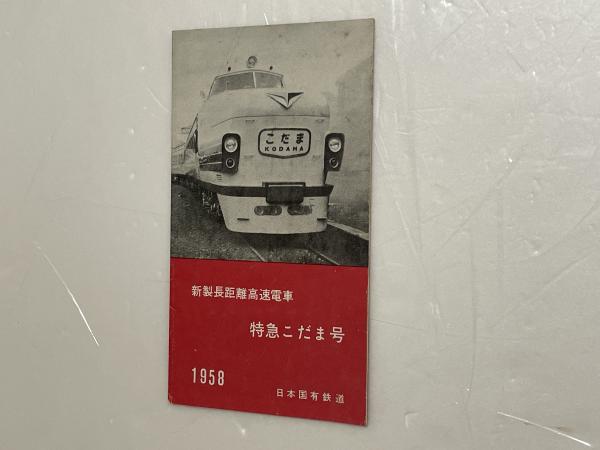 こだま
KODAMA
新製長距離高速電車
特急こだま号
1958
日本国有鉄道